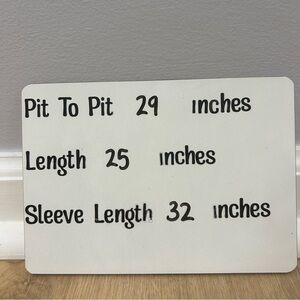 Pit To Pit 29 inches
Length 25 inches
Sleeve Length 32 inches